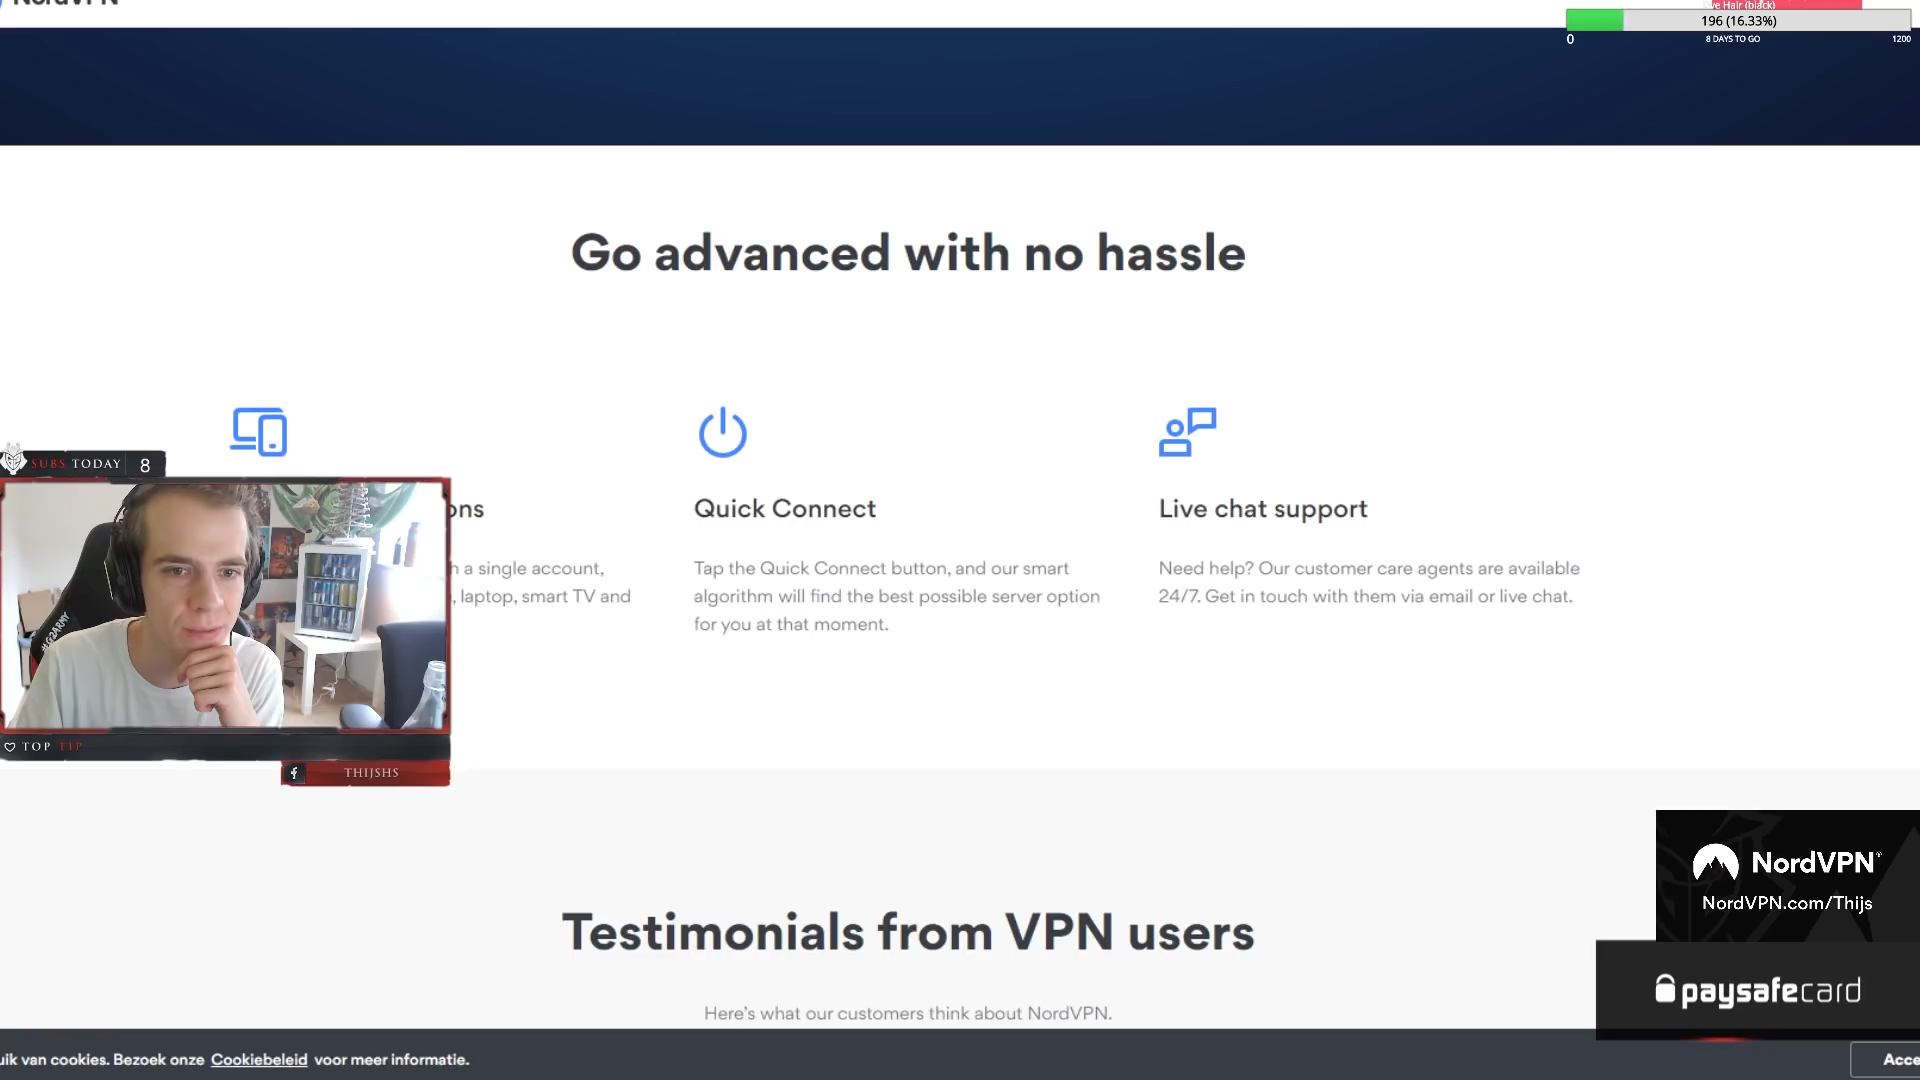 NordVPN
ve Hair (black)
196 (16.33%)
0
8 DAYS TO GO
1200
Go advanced with no hassle
ons
h a single account,
, laptop, smart TV and
Quick Connect
Tap the Quick Connect button, and our smart
algorithm will find the best possible server option
for you at that moment.
Live chat support
Need help? Our customer care agents are available
24/7. Get in touch with them via email or live chat.
SUBS TODAY 8
#G2ARMY
TOP TIP
THIJSHS
Testimonials from VPN users
Here's what our customers think about NordVPN.
NordVPN®
NordVPN.com/Thijs
paysafecard
uik van cookies. Bezoek onze Cookiebeleid voor meer informatie.
Acce